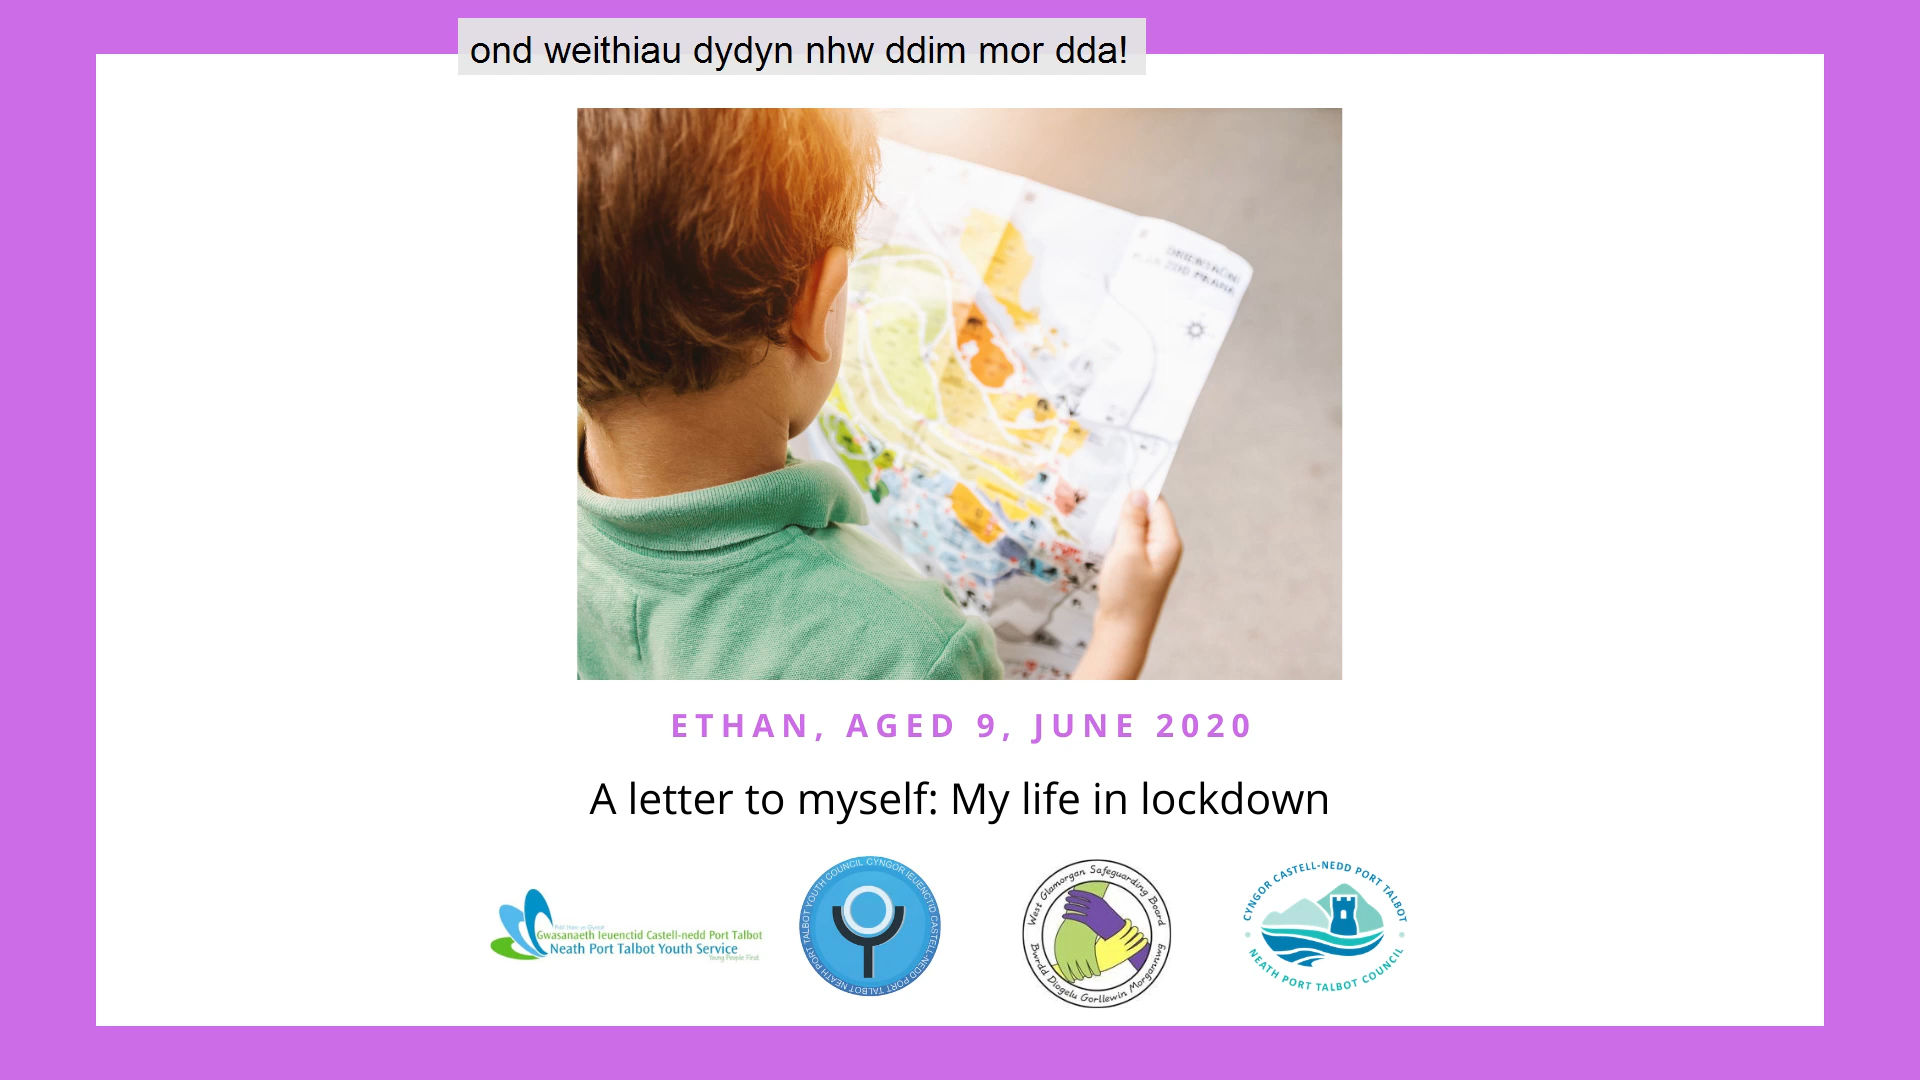 ond weithiau dydyn nhw ddim mor dda!
ETHAN, AGED 9, JUNE 2020
A letter to myself: My life in lockdown
Gwasanaeth Ieuenctid Castell-nedd Port Talbot
Neath Port Talbot Youth Service
Young People First
NEATH PORT TALBOT YOUTH COUNCIL CYNGOR IEUENCTID CASTELL-NEDD PORT TALBOT
West Glamorgan Safeguarding Board
Bwrdd Diogelu Gorllewin Morgannwg
CYNGOR CASTELL-NEDD PORT TALBOT
NEATH PORT TALBOT COUNCIL